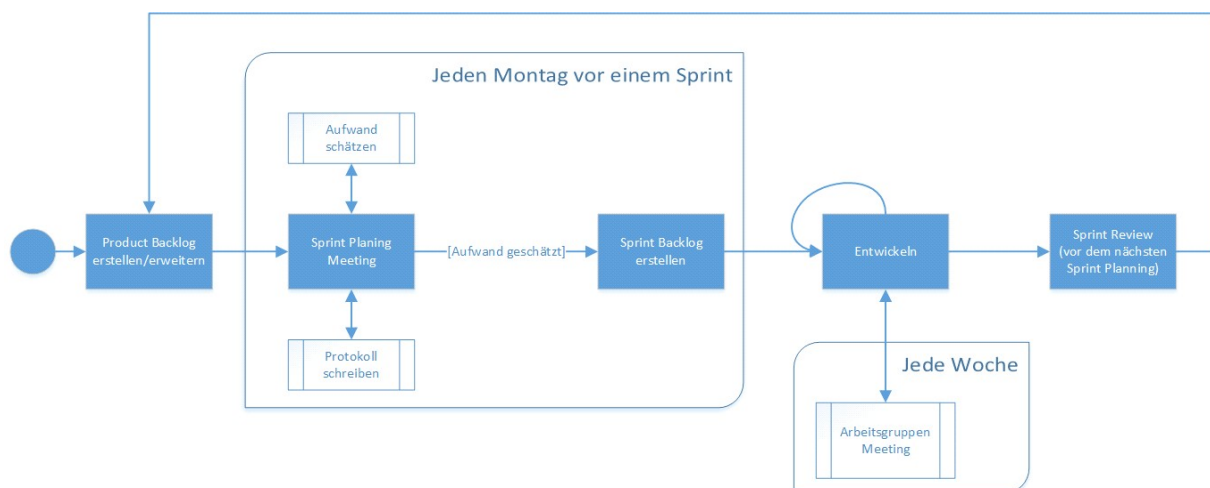 Jeden Montag vor einem Sprint
Aufwand
schätzen
Product Backlog
erstellen/erweitern
Sprint Planing
Meeting
[Aufwand geschätzt]
Sprint Backlog
erstellen
Entwickeln
Sprint Review
(vor dem nächsten
Sprint Planning)
Protokoll
schreiben
Jede Woche
Arbeitsgruppen
Meeting